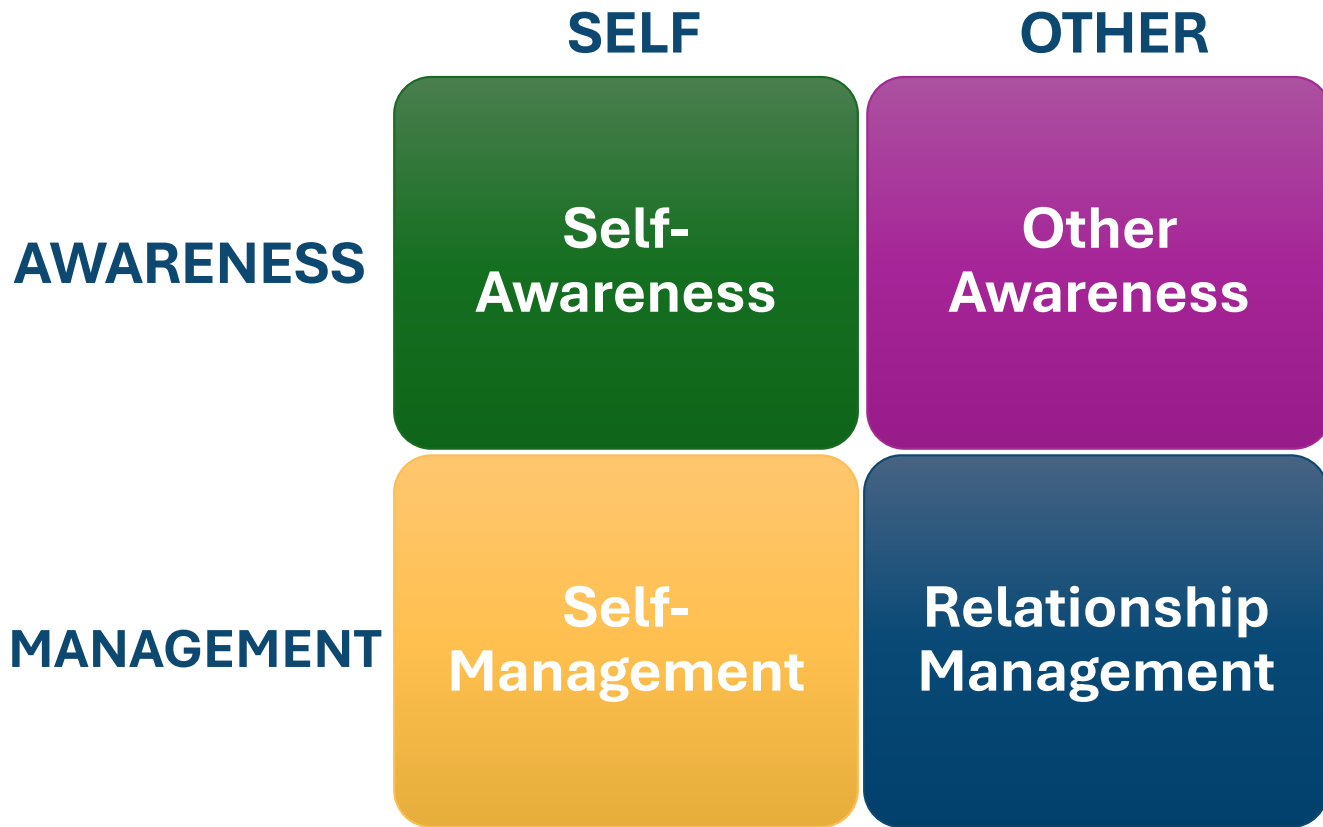 SELF
OTHER
AWARENESS
Self-
Awareness
Other
Awareness
MANAGEMENT
Self-
Management
Relationship
Management